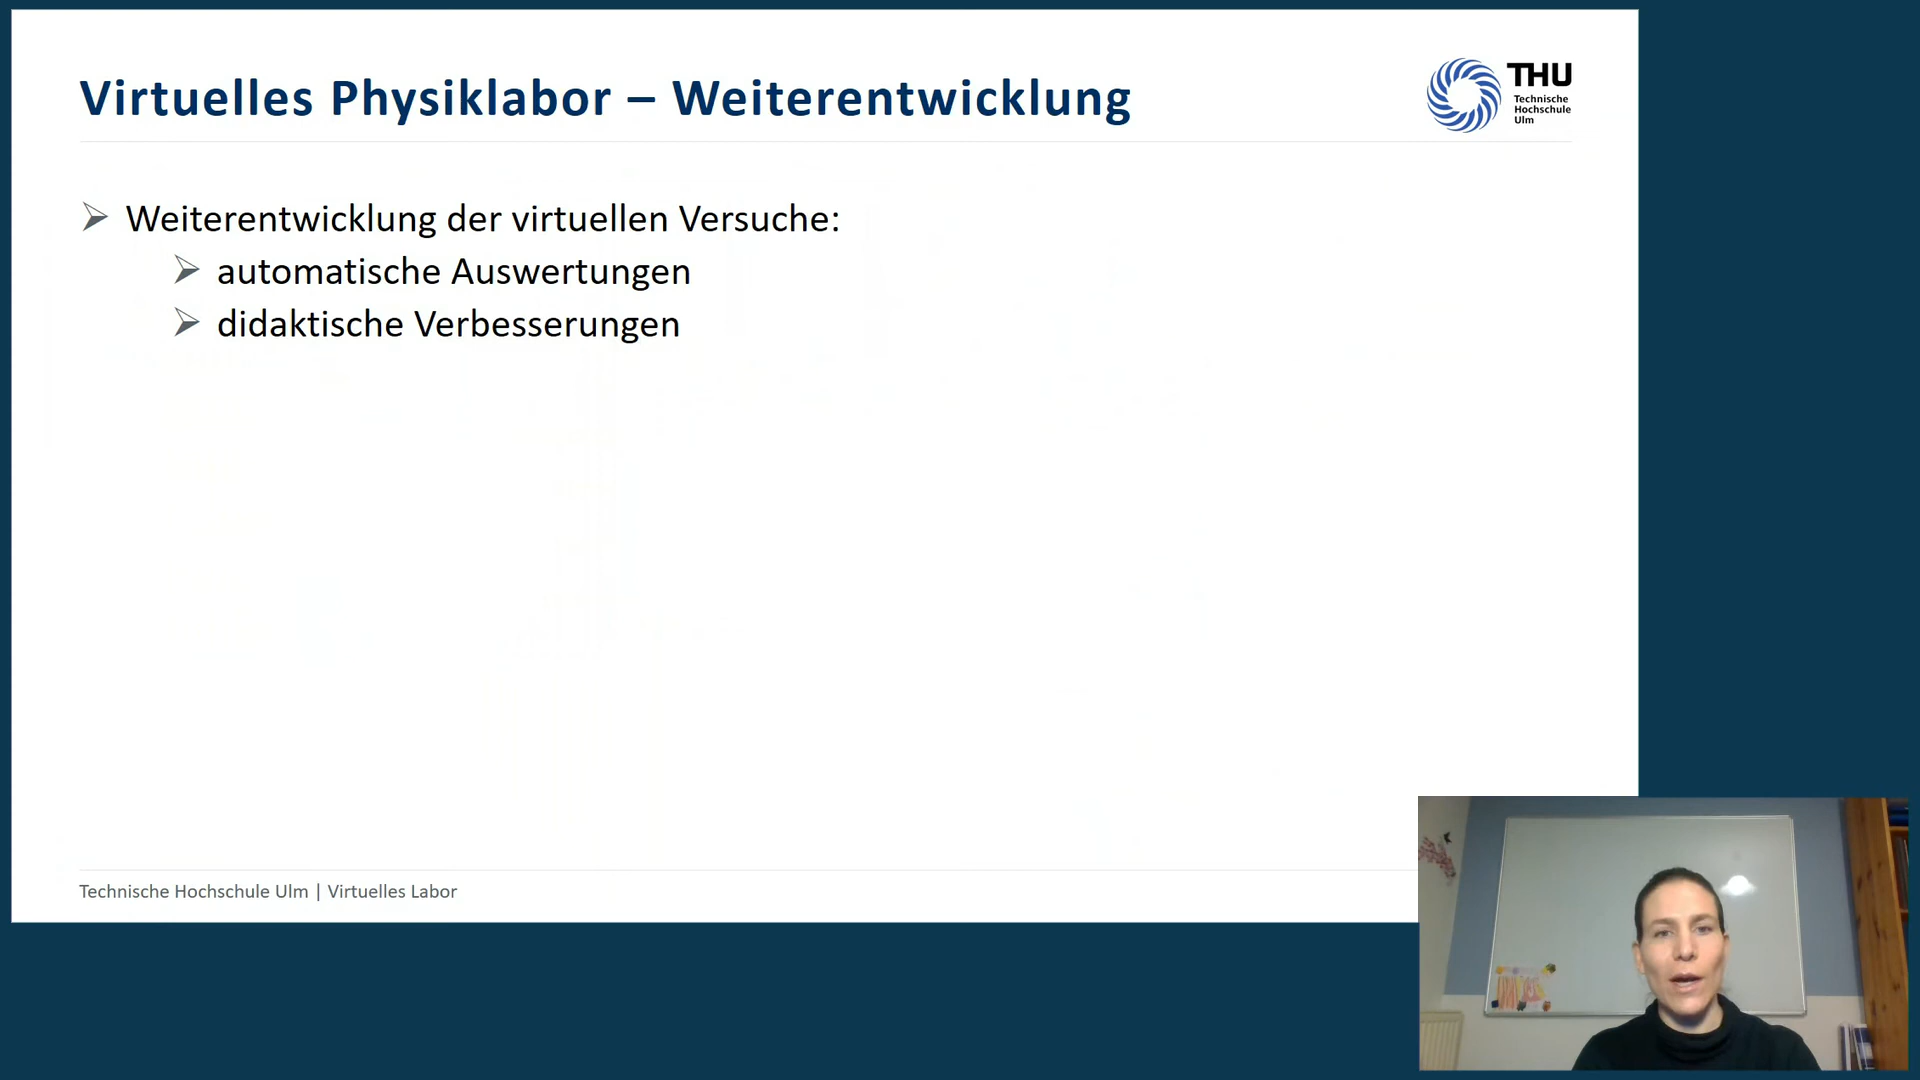 Virtuelles Physiklabor – Weiterentwicklung
THU
Technische
Hochschule
Ulm
➢ Weiterentwicklung der virtuellen Versuche:
➢ automatische Auswertungen
➢ didaktische Verbesserungen
Technische Hochschule Ulm | Virtuelles Labor